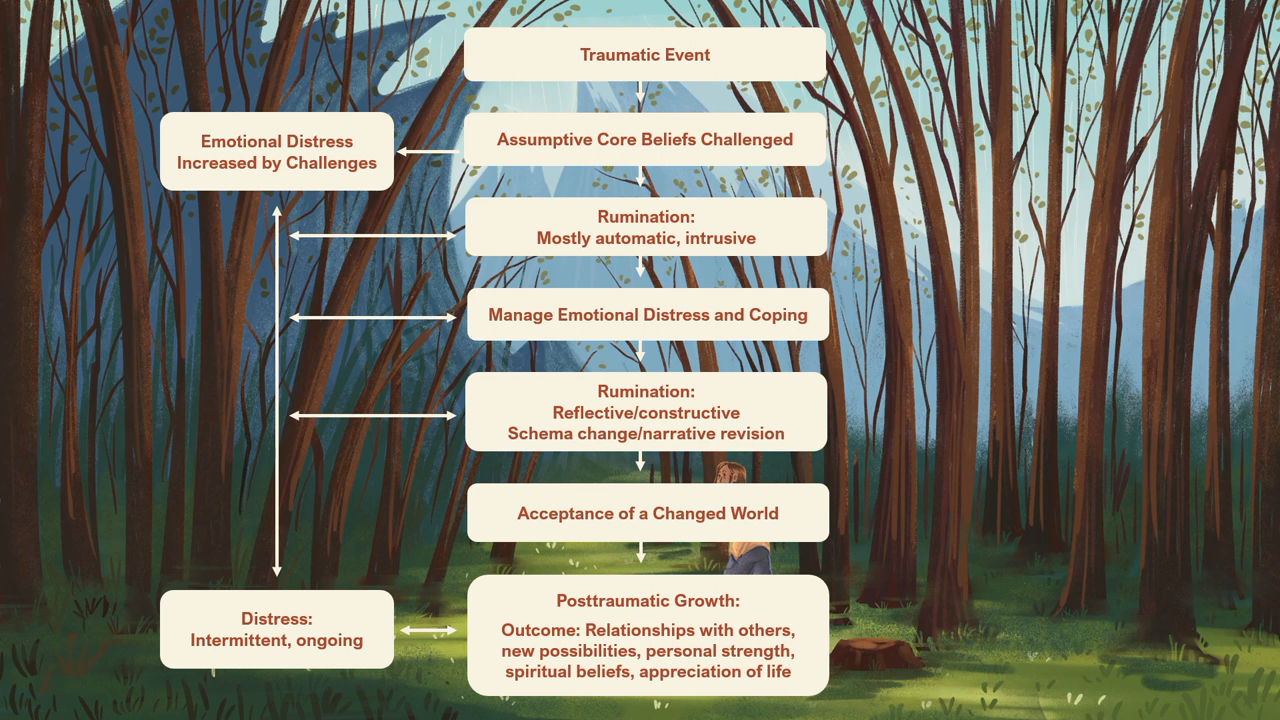 Traumatic Event
Emotional Distress
Increased by Challenges
Assumptive Core Beliefs Challenged
Rumination:
Mostly automatic, intrusive
Manage Emotional Distress and Coping
Rumination:
Reflective/constructive
Schema change/narrative revision
Acceptance of a Changed World
Distress:
Intermittent, ongoing
Posttraumatic Growth:
Outcome: Relationships with others,
new possibilities, personal strength,
spiritual beliefs, appreciation of life